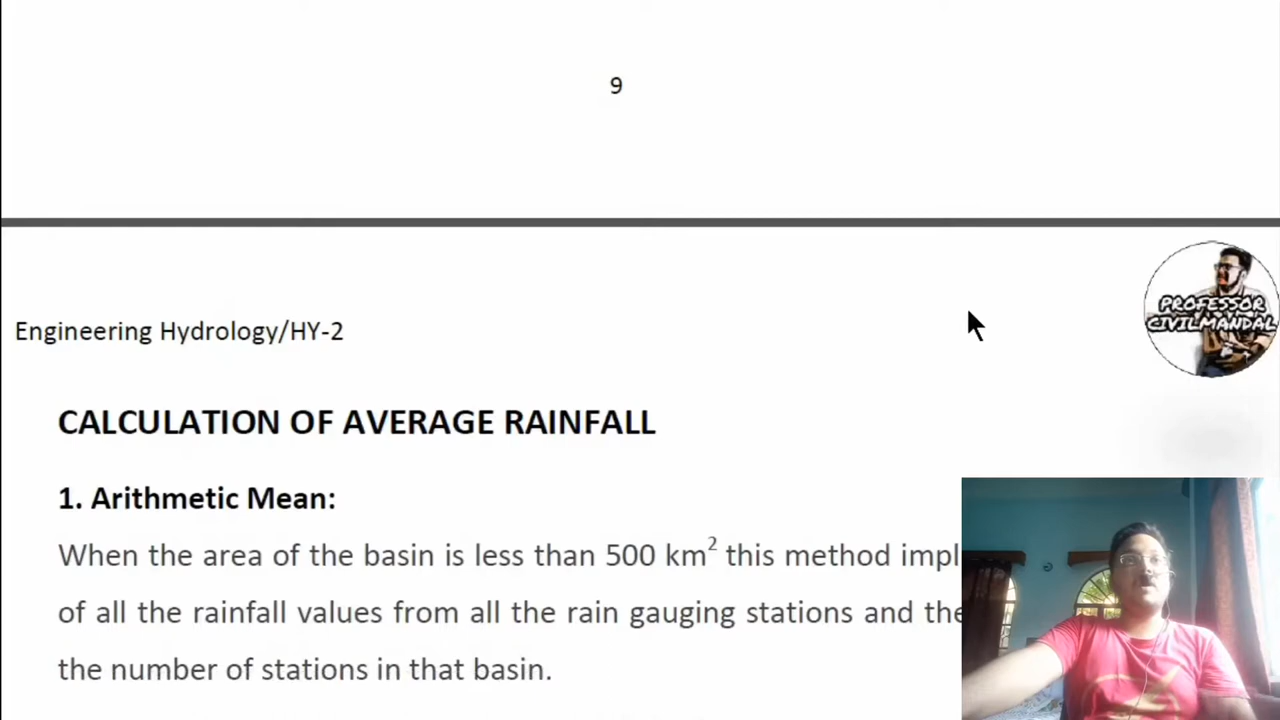 9
Engineering Hydrology/HY-2
PROFESSOR
CIVILMANDAL
CALCULATION OF AVERAGE RAINFALL
1. Arithmetic Mean:
When the area of the basin is less than 500 km² this method impl
of all the rainfall values from all the rain gauging stations and the
the number of stations in that basin.